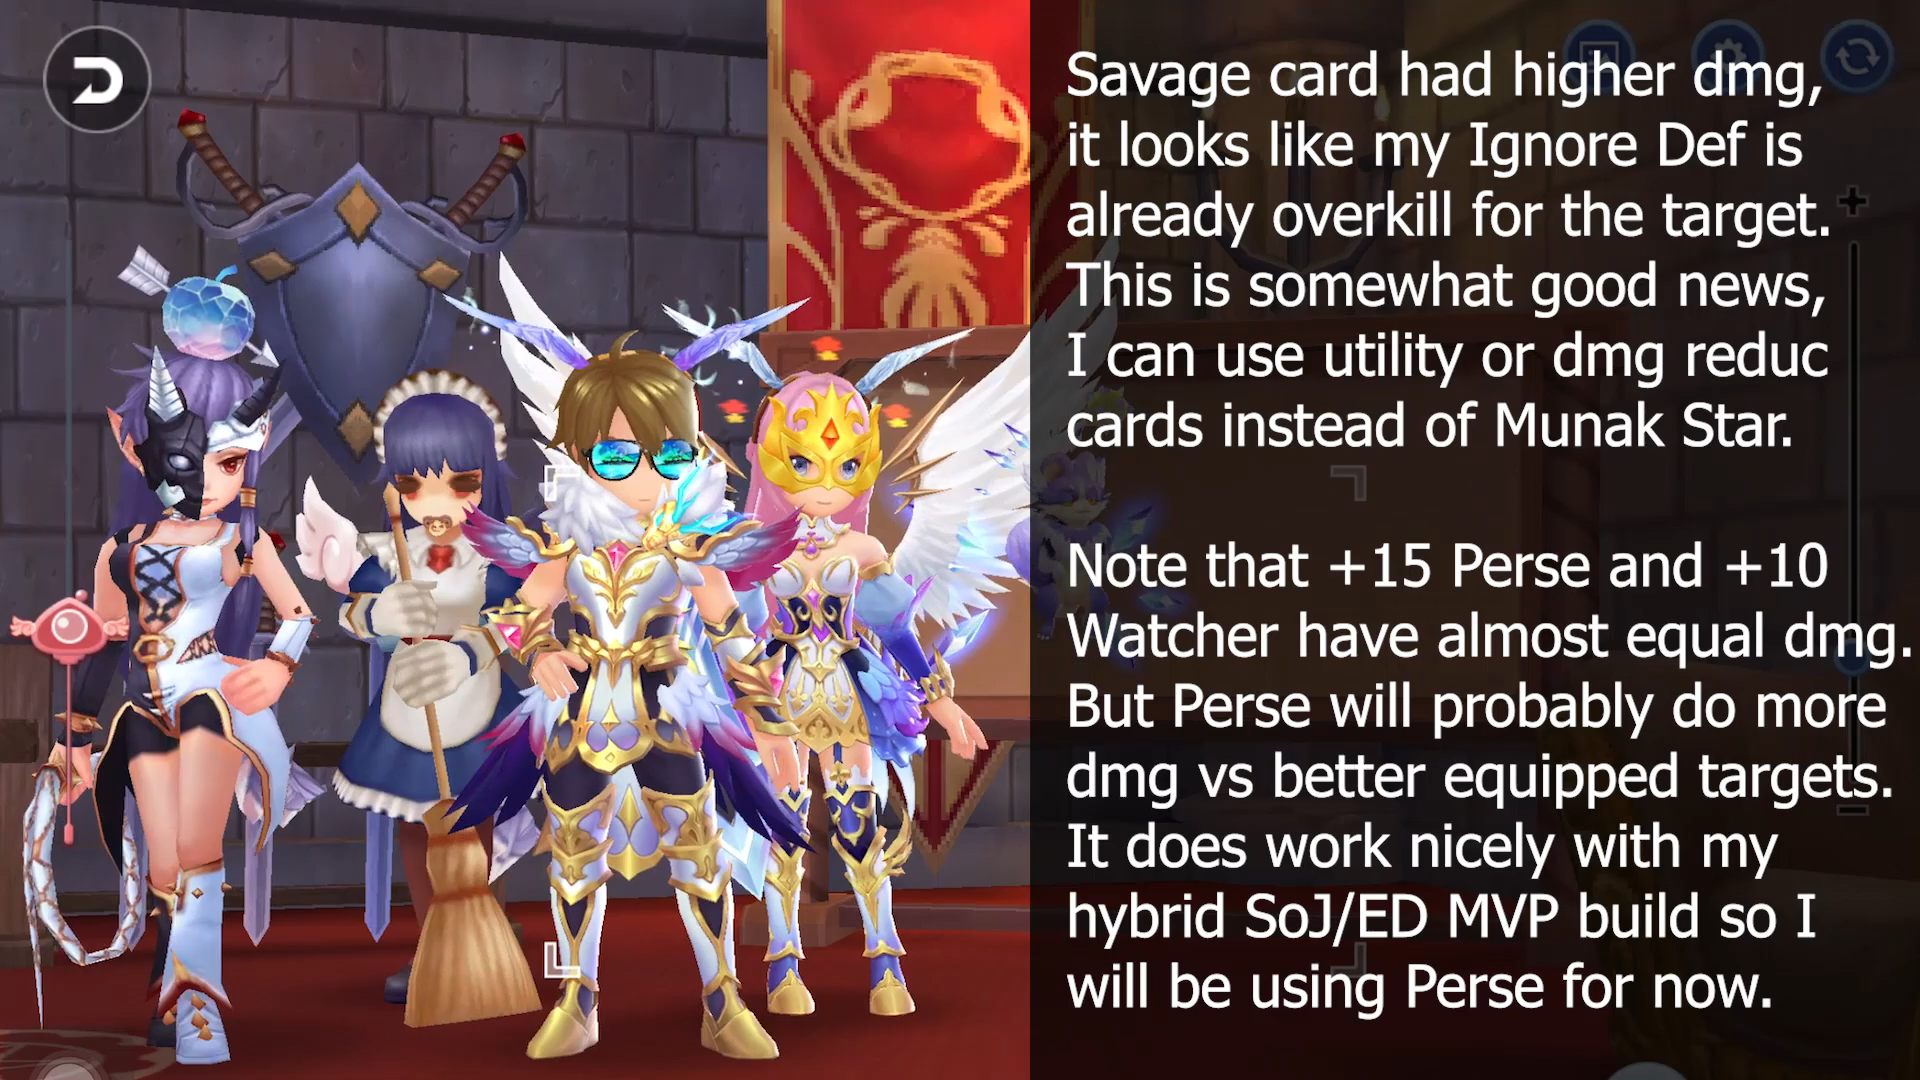 Savage card had higher dmg,
it looks like my Ignore Def is
already overkill for the target.
This is somewhat good news,
I can use utility or dmg reduc
cards instead of Munak Star.
Note that +15 Perse and +10
Watcher have almost equal dmg.
But Perse will probably do more
dmg vs better equipped targets.
It does work nicely with my
hybrid SoJ/ED MVP build so I
will be using Perse for now.